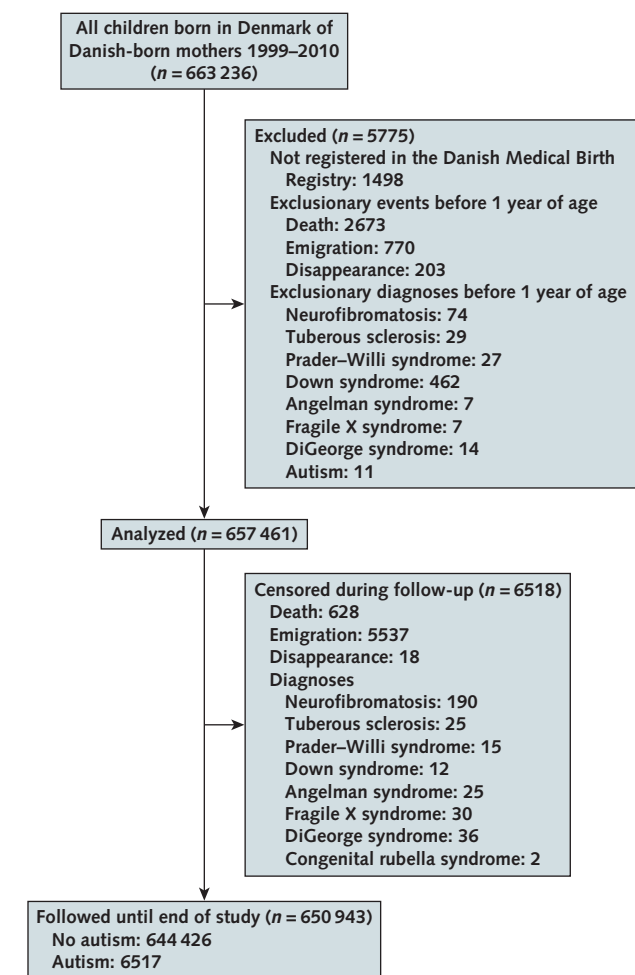 All children born in Denmark of
Danish-born mothers 1999–2010
(n = 663 236)
Excluded (n = 5775)
Not registered in the Danish Medical Birth
Registry: 1498
Exclusionary events before 1 year of age
Death: 2673
Emigration: 770
Disappearance: 203
Exclusionary diagnoses before 1 year of age
Neurofibromatosis: 74
Tuberous sclerosis: 29
Prader–Willi syndrome: 27
Down syndrome: 462
Angelman syndrome: 7
Fragile X syndrome: 7
DiGeorge syndrome: 14
Autism: 11
Analyzed (n = 657 461)
Censored during follow-up (n = 6518)
Death: 628
Emigration: 5537
Disappearance: 18
Diagnoses
Neurofibromatosis: 190
Tuberous sclerosis: 25
Prader–Willi syndrome: 15
Down syndrome: 12
Angelman syndrome: 25
Fragile X syndrome: 30
DiGeorge syndrome: 36
Congenital rubella syndrome: 2
Followed until end of study (n = 650 943)
No autism: 644 426
Autism: 6517